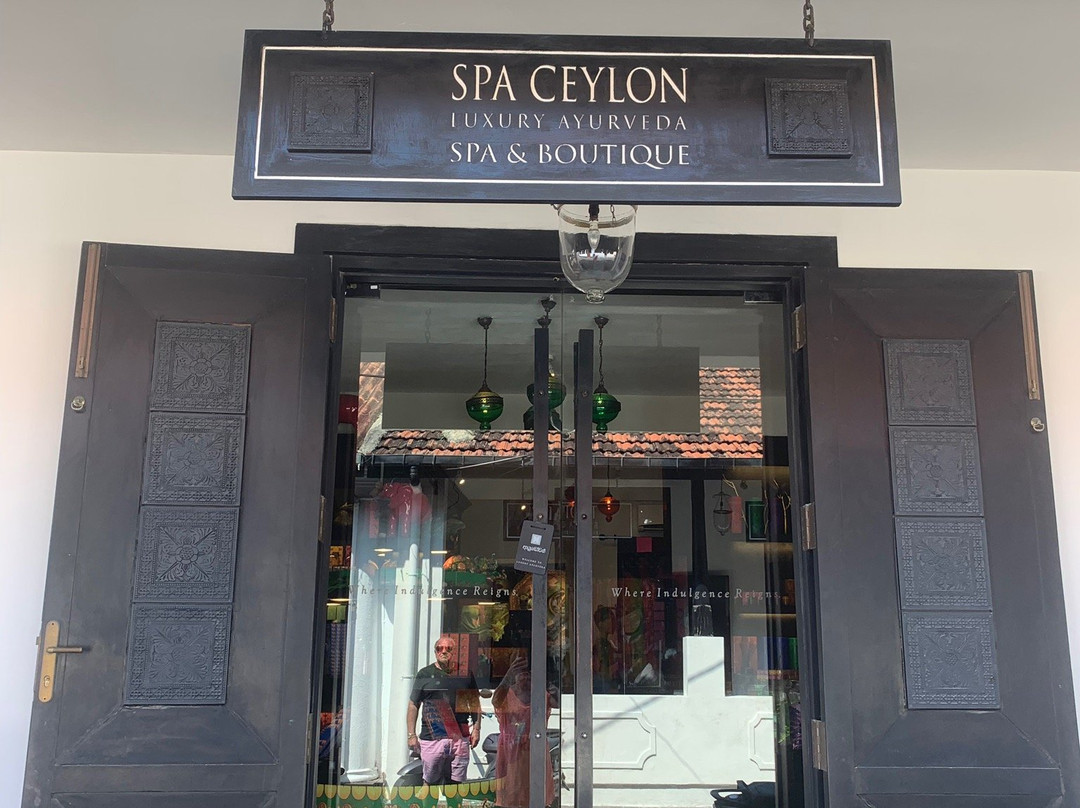 SPA CEYLON
LUXURY AYURVEDA
SPA & BOUTIQUE
Where Indulgence Reigns.
Where Indulgence Reigns.